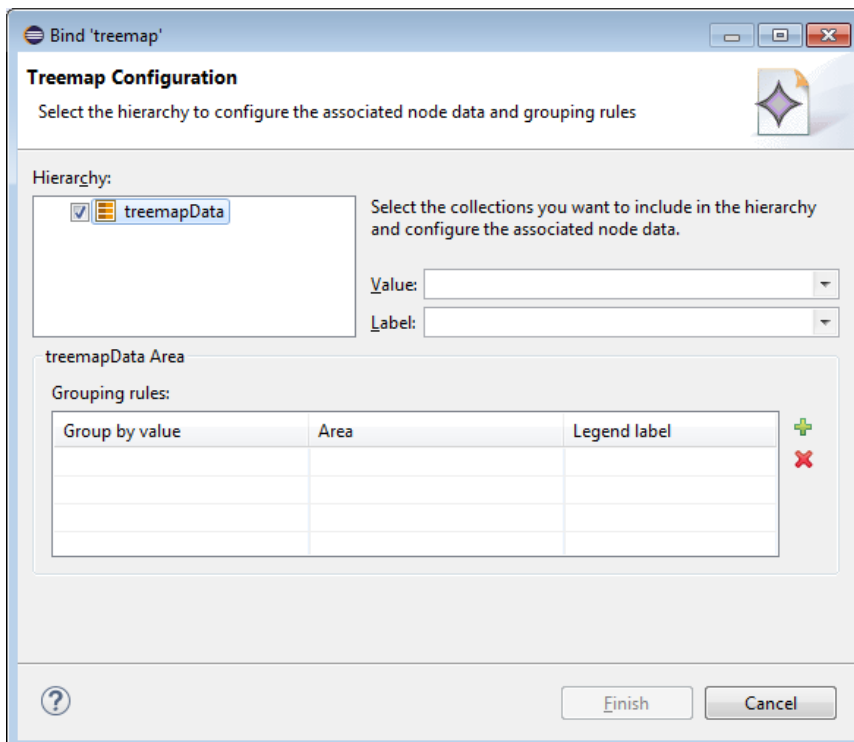 Bind 'treemap'
Treemap Configuration
Select the hierarchy to configure the associated node data and grouping rules
Hierarchy:
treemapData
Select the collections you want to include in the hierarchy
and configure the associated node data.
Value:
Label:
treemapData Area
Grouping rules:
Group by value Area Legend label
? Finish Cancel